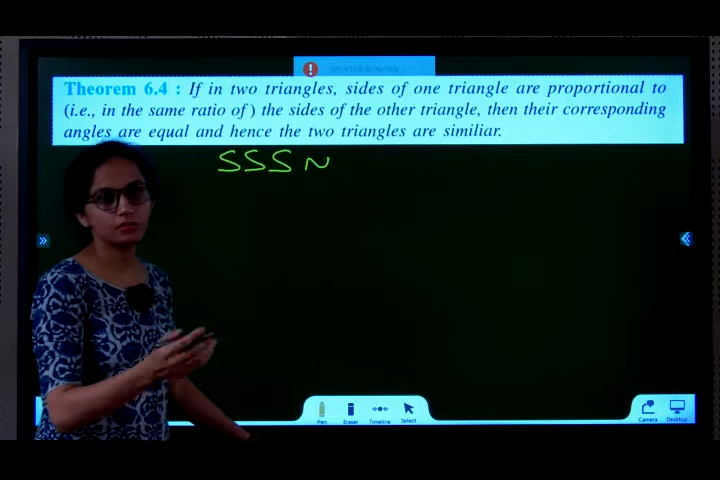 Theorem 6.4 : If in two triangles, sides of one triangle are proportional to
(i.e., in the same ratio of ) the sides of the other triangle, then their corresponding
angles are equal and hence the two triangles are similiar.
SSS ~
Pen Eraser Timeline Select
Camera Desktop